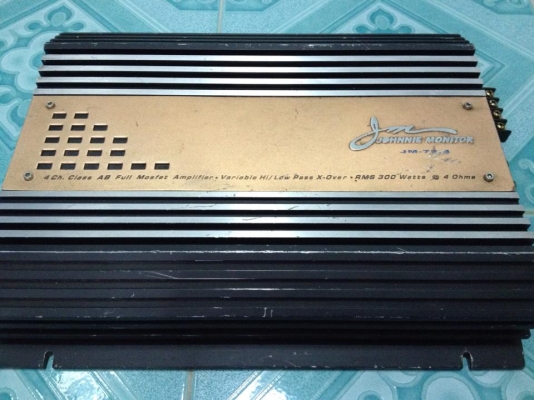 Jm
JOHNNIE MONITOR
4 Ch. Class AB Full Mosfet Amplifier • Variable Hi/Low Pass X-Over • RMS 300 Watts @ 4 Ohms